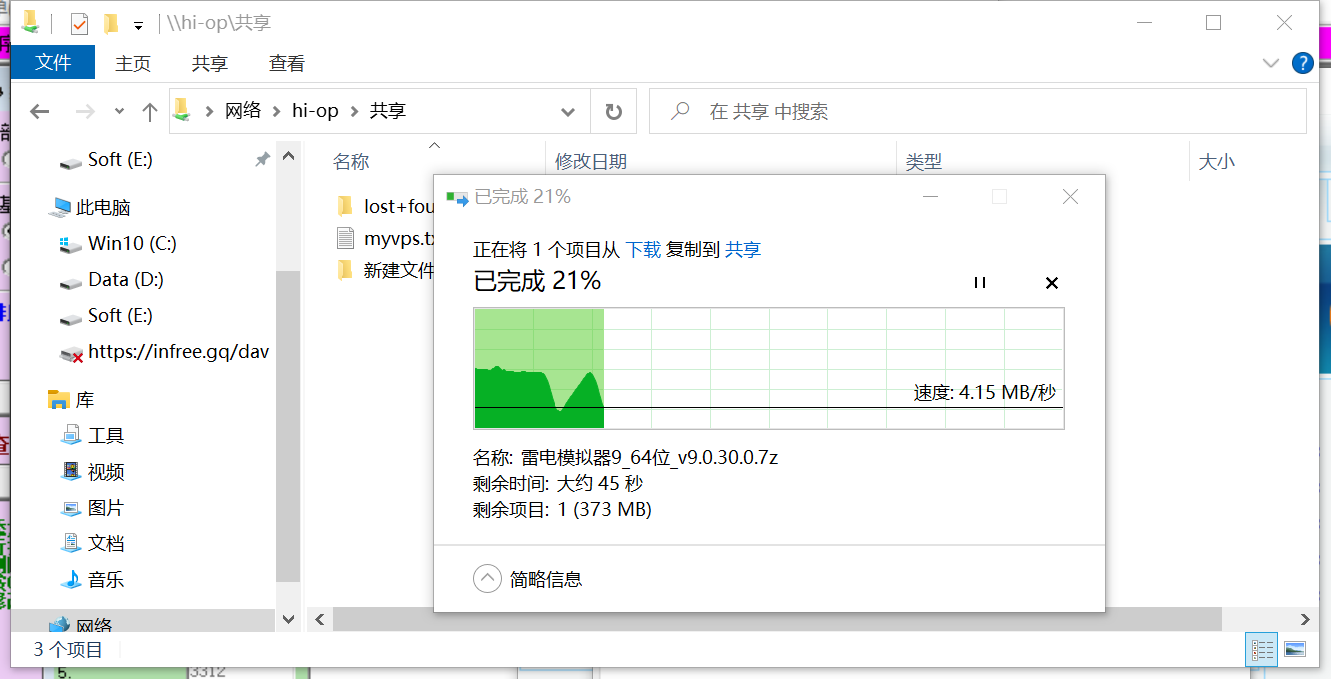 \\hi-op\共享
文件 主页 共享 查看
网络 hi-op 共享
在 共享 中搜索
Soft (E:)
此电脑
Win10 (C:)
Data (D:)
Soft (E:)
https://infree.gq/dav
库
工具
视频
图片
文档
音乐
网络
名称 修改日期 类型 大小
lost+fou
myvps.tx
新建文件
已完成 21%
正在将 1 个项目从 下载 复制到 共享
已完成 21%
速度: 4.15 MB/秒
名称: 雷电模拟器9_64位_v9.0.30.0.7z
剩余时间: 大约 45 秒
剩余项目: 1 (373 MB)
简略信息
3 个项目
5.
3312